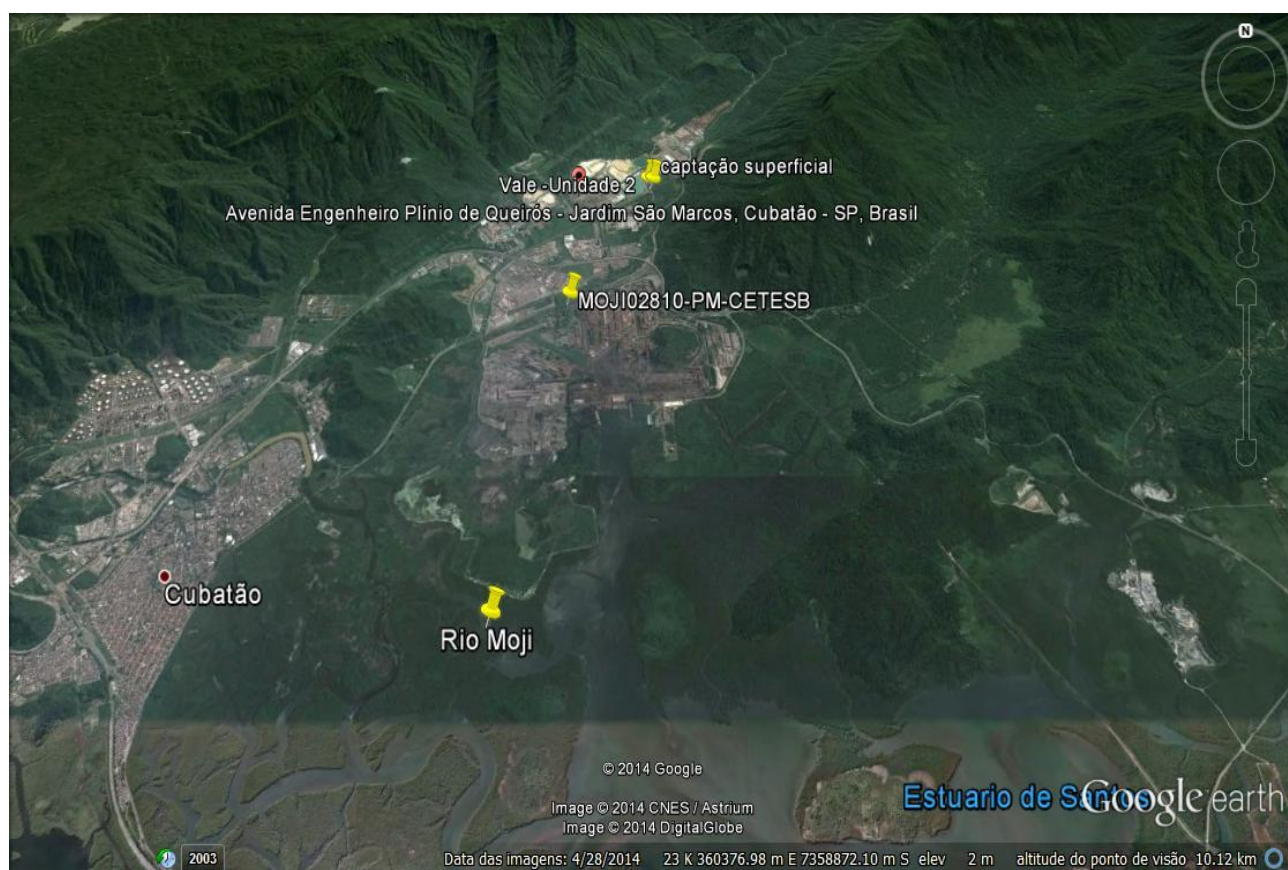 N
captação superficial
Vale -Unidade 2
Avenida Engenheiro Plínio de Queirós - Jardim São Marcos, Cubatão - SP, Brasil
MOJI02810-PM-CETESB
Cubatão
Rio Moji
© 2014 Google
Image © 2014 CNES / Astrium
Image © 2014 DigitalGlobe
Estuario de Santos
Google earth
2003
Data das imagens: 4/28/2014 23 K 360376.98 m E 7358872.10 m S elev 2 m altitude do ponto de visão 10.12 km